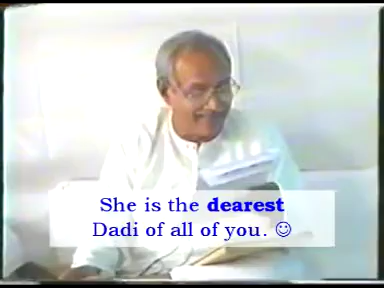 She is the dearest
Dadi of all of you. ☺